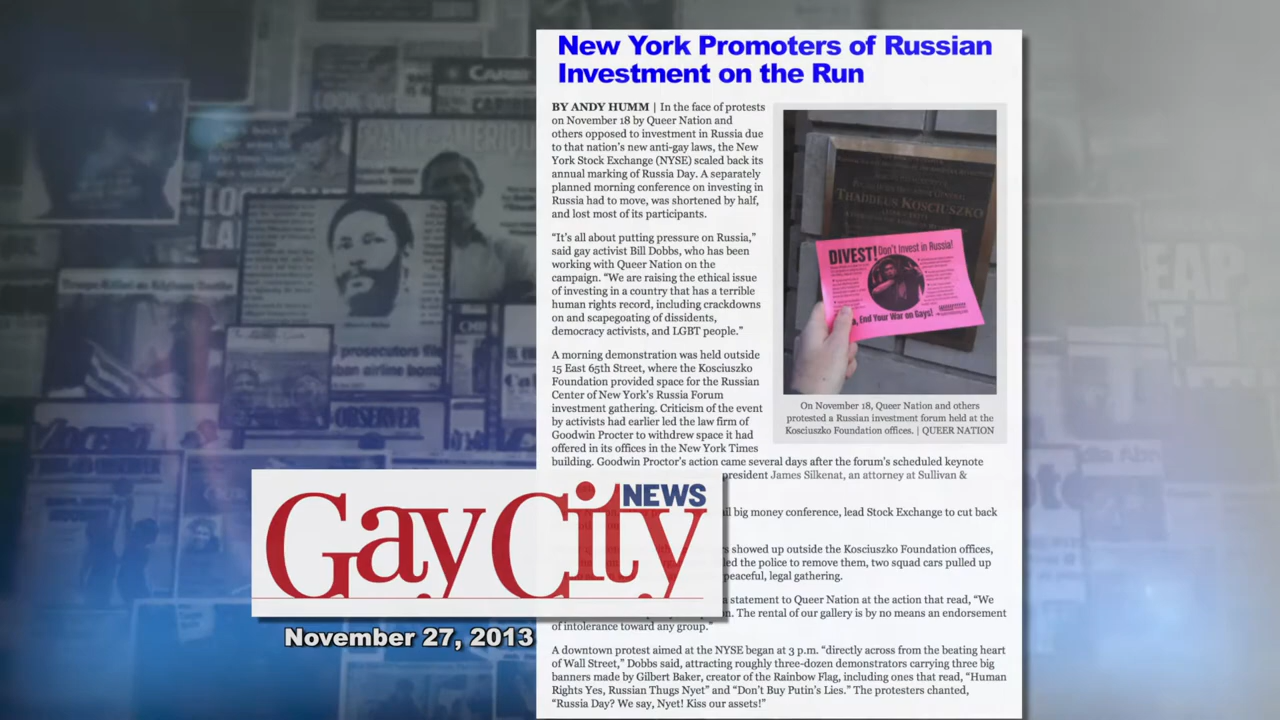 New York Promoters of Russian
Investment on the Run
BY ANDY HUMM | In the face of protests
on November 18 by Queer Nation and
others opposed to investment in Russia due
to that nation's new anti-gay laws, the New
York Stock Exchange (NYSE) scaled back its
annual marking of Russia Day. A separately
planned morning conference on investing in
Russia had to move, was shortened by half,
and lost most of its participants.
“It's all about putting pressure on Russia,”
said gay activist Bill Dobbs, who has been
working with Queer Nation on the
campaign. “We are raising the ethical issue
of investing in a country that has a terrible
human rights record, including crackdowns
on and scapegoating of dissidents,
democracy activists, and LGBT people.”
A morning demonstration was held outside
15 East 65th Street, where the Kosciuszko
Foundation provided space for the Russian
Center of New York's Russia Forum
investment gathering. Criticism of the event
by activists had earlier led the law firm of
Goodwin Procter to withdrew space it had
offered in its offices in the New York Times
building. Goodwin Proctor's action came several days after the forum's scheduled keynote
president James Silkenat, an attorney at Sullivan &
big money conference, lead Stock Exchange to cut back
showed up outside the Kosciuszko Foundation offices,
the police to remove them, two squad cars pulled up
peaceful, legal gathering.
a statement to Queer Nation at the action that read, “We
The rental of our gallery is by no means an endorsement
of intolerance toward any group.”
A downtown protest aimed at the NYSE began at 3 p.m. “directly across from the beating heart
of Wall Street,” Dobbs said, attracting roughly three-dozen demonstrators carrying three big
banners made by Gilbert Baker, creator of the Rainbow Flag, including ones that read, “Human
Rights Yes, Russian Thugs Nyet” and “Don't Buy Putin's Lies.” The protesters chanted,
“Russia Day? We say, Nyet! Kiss our assets!”
THADDEUS KOSCIUSZKO
DIVEST! Don't Invest in Russia!
End Your War on Gays!
On November 18, Queer Nation and others
protested a Russian investment forum held at the
Kosciuszko Foundation offices. | QUEER NATION
Gay City NEWS
November 27, 2013
prosecutors
airline bomb
OBSERVER